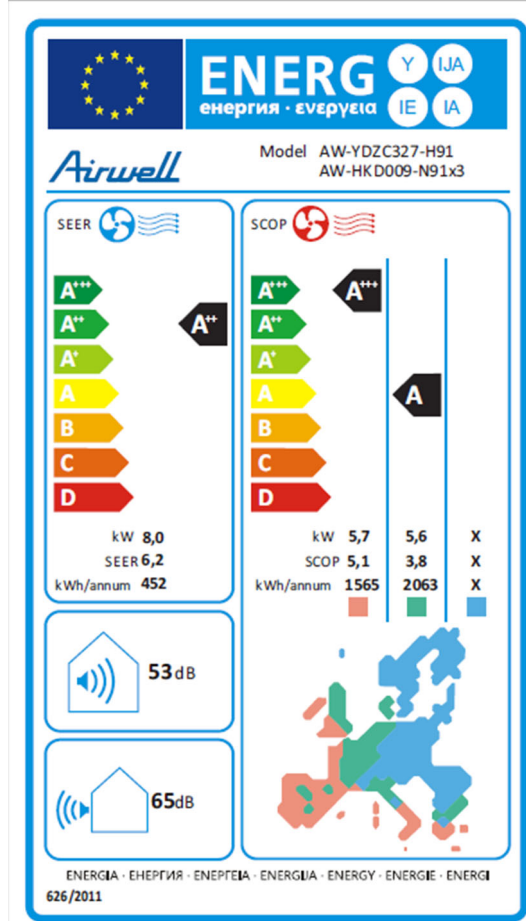 ENERG Y IJA
енергия · ενεργεια IE IA
Airwell
Model AW-YDZC327-H91
AW-HKD009-N91x3
SEER
SCOP
A+++ A+++ A+++
A++ A++ A++
A+ A+
A A A
B B
C C
D D
kW 8,0
SEER 6,2
kWh/annum 452
kW 5,7 5,6 X
SCOP 5,1 3,8 X
kWh/annum 1565 2063 X
53 dB
65dB
ENERGIA · ЕНЕРГИЯ · ΕΝΕΡΓΕΙΑ · ENERGIJA · ENERGY · ENERGIE · ENERGI
626/2011